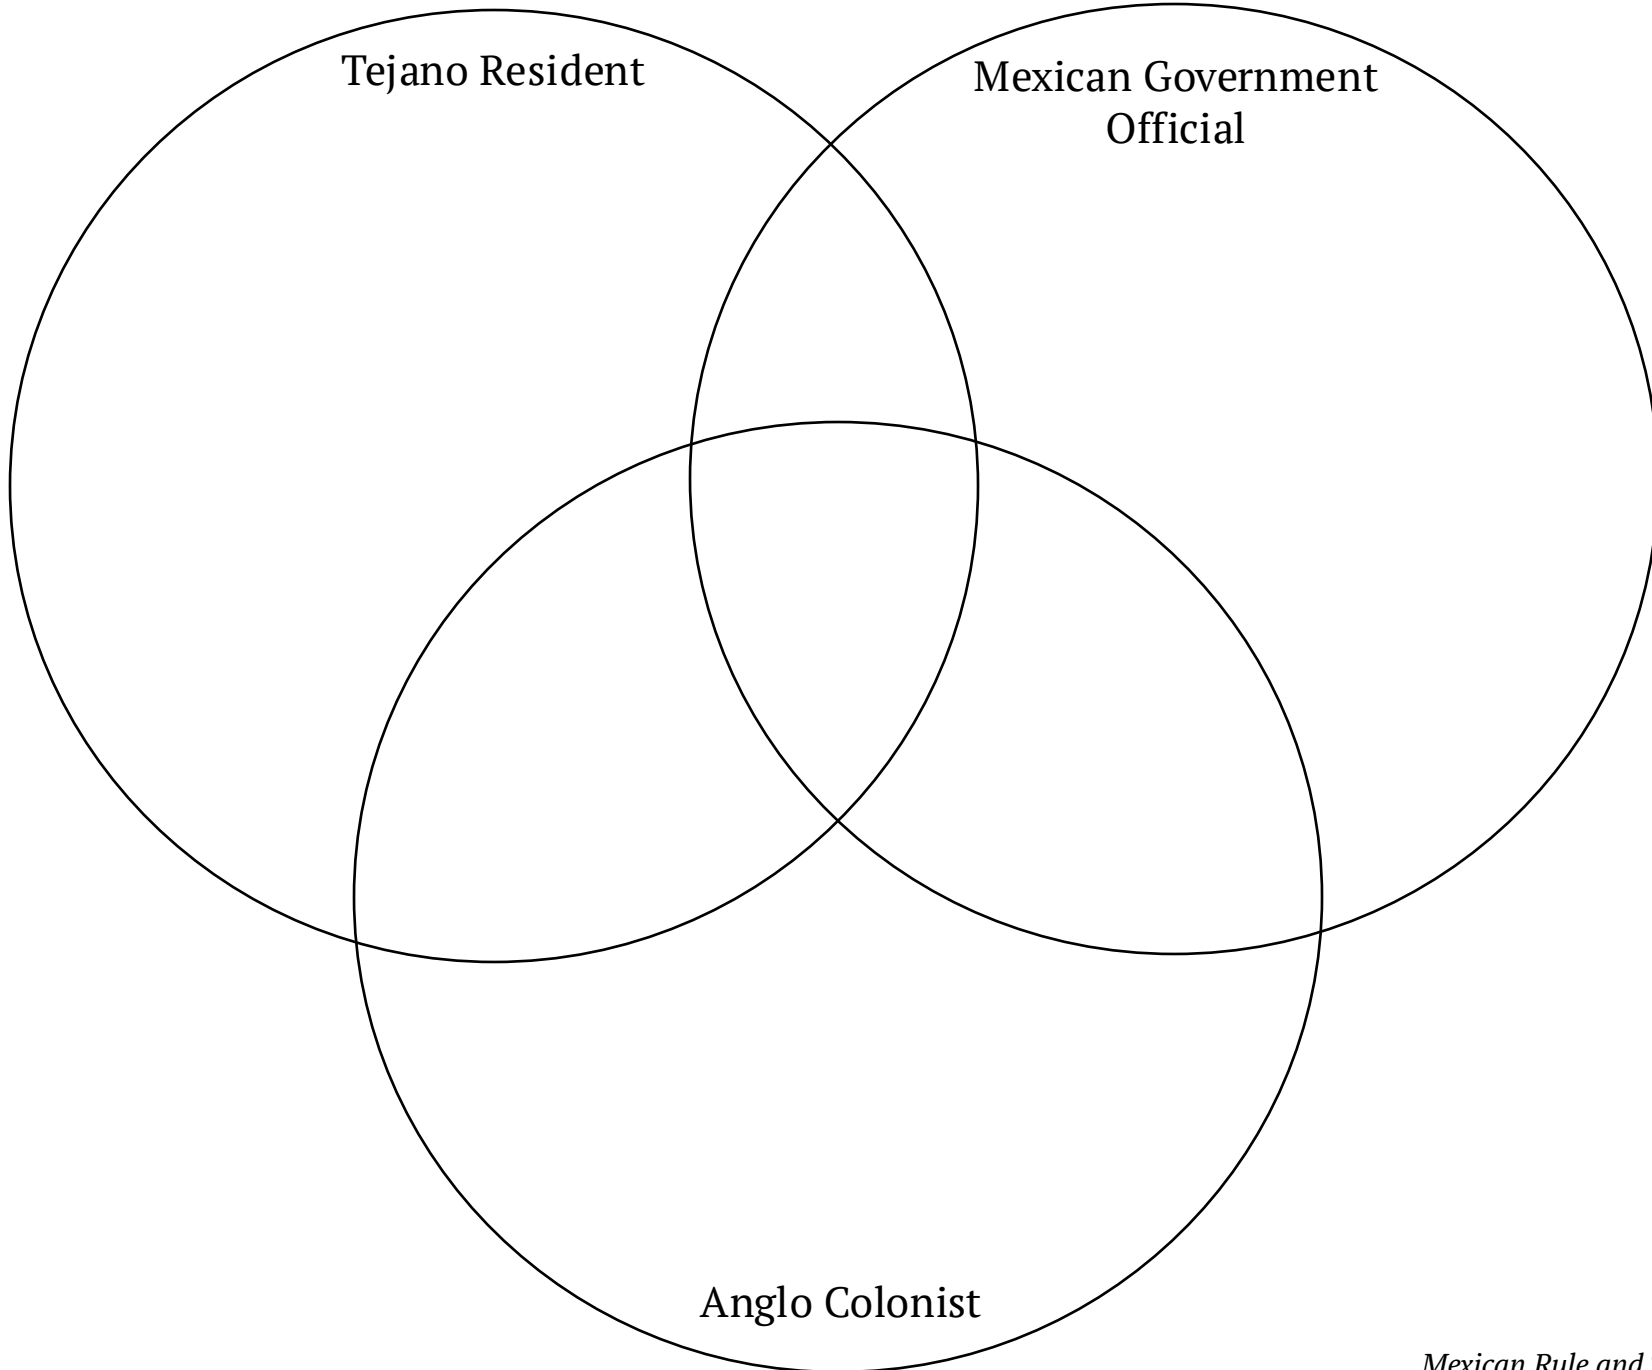 Tejano Resident
Mexican Government
Official
Anglo Colonist
Mexican Rule and